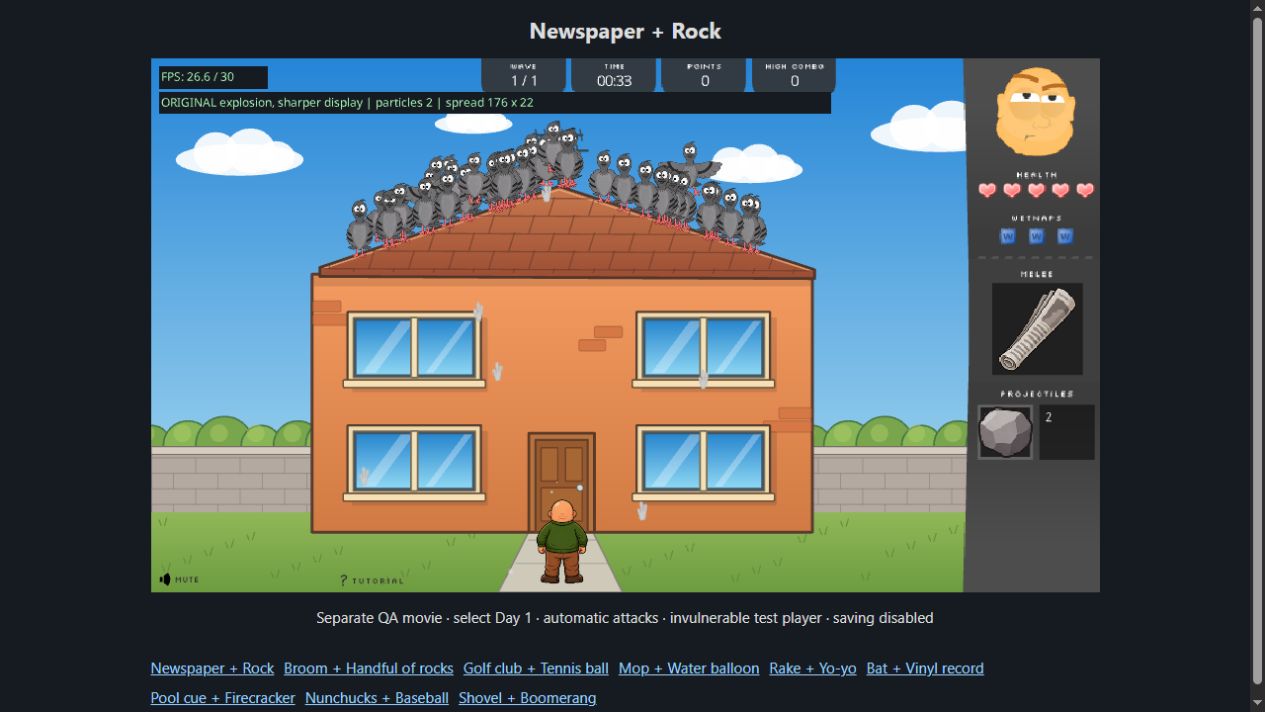 Newspaper + Rock
FPS: 26.6 / 30
WAVE
1 / 1
TIME
00:33
POINTS
0
HIGH COMBO
0
ORIGINAL explosion, sharper display | particles 2 | spread 176 x 22
HEALTH
WETNAPS
W W W
MELEE
PROJECTILES
2
MUTE
? TUTORIAL
Separate QA movie · select Day 1 · automatic attacks · invulnerable test player · saving disabled
Newspaper + Rock Broom + Handful of rocks Golf club + Tennis ball Mop + Water balloon Rake + Yo-yo Bat + Vinyl record
Pool cue + Firecracker Nunchucks + Baseball Shovel + Boomerang